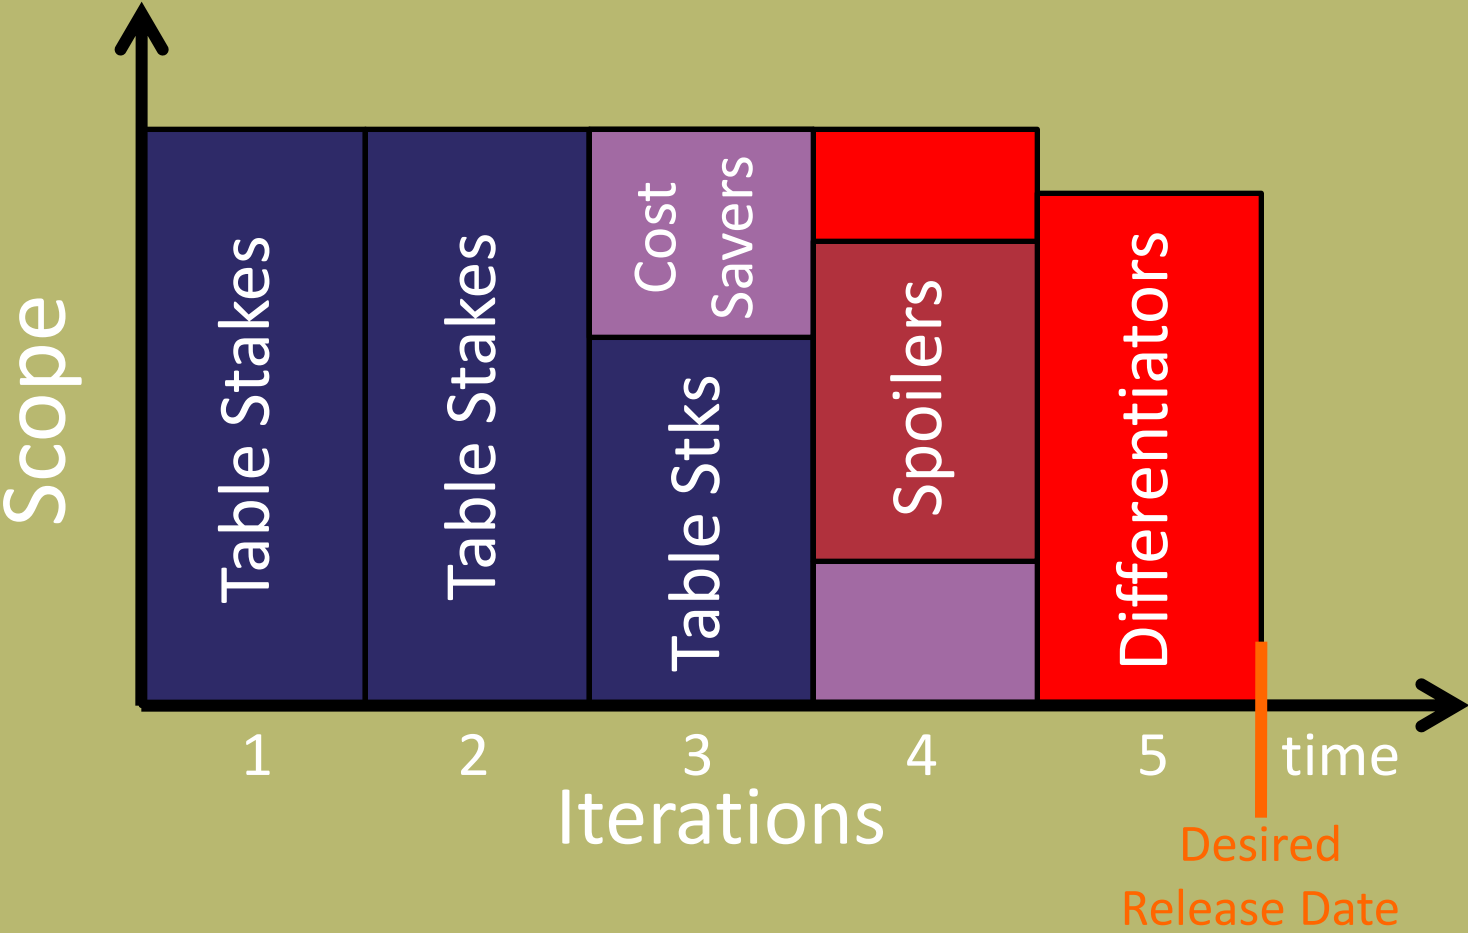 Scope
Table Stakes
Table Stakes
Cost
Savers
Table Stks
Spoilers
Differentiators
1 2 3 4 5 time
Iterations
Desired
Release Date